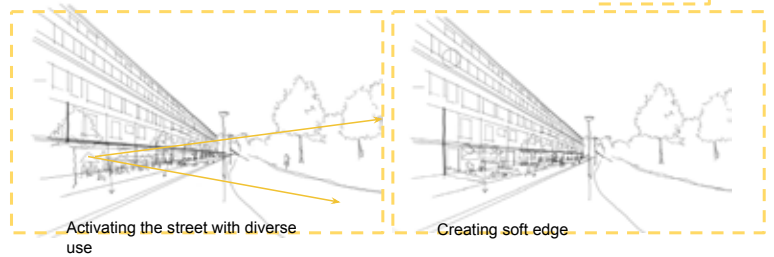 Activating the street with diverse
use
Creating soft edge